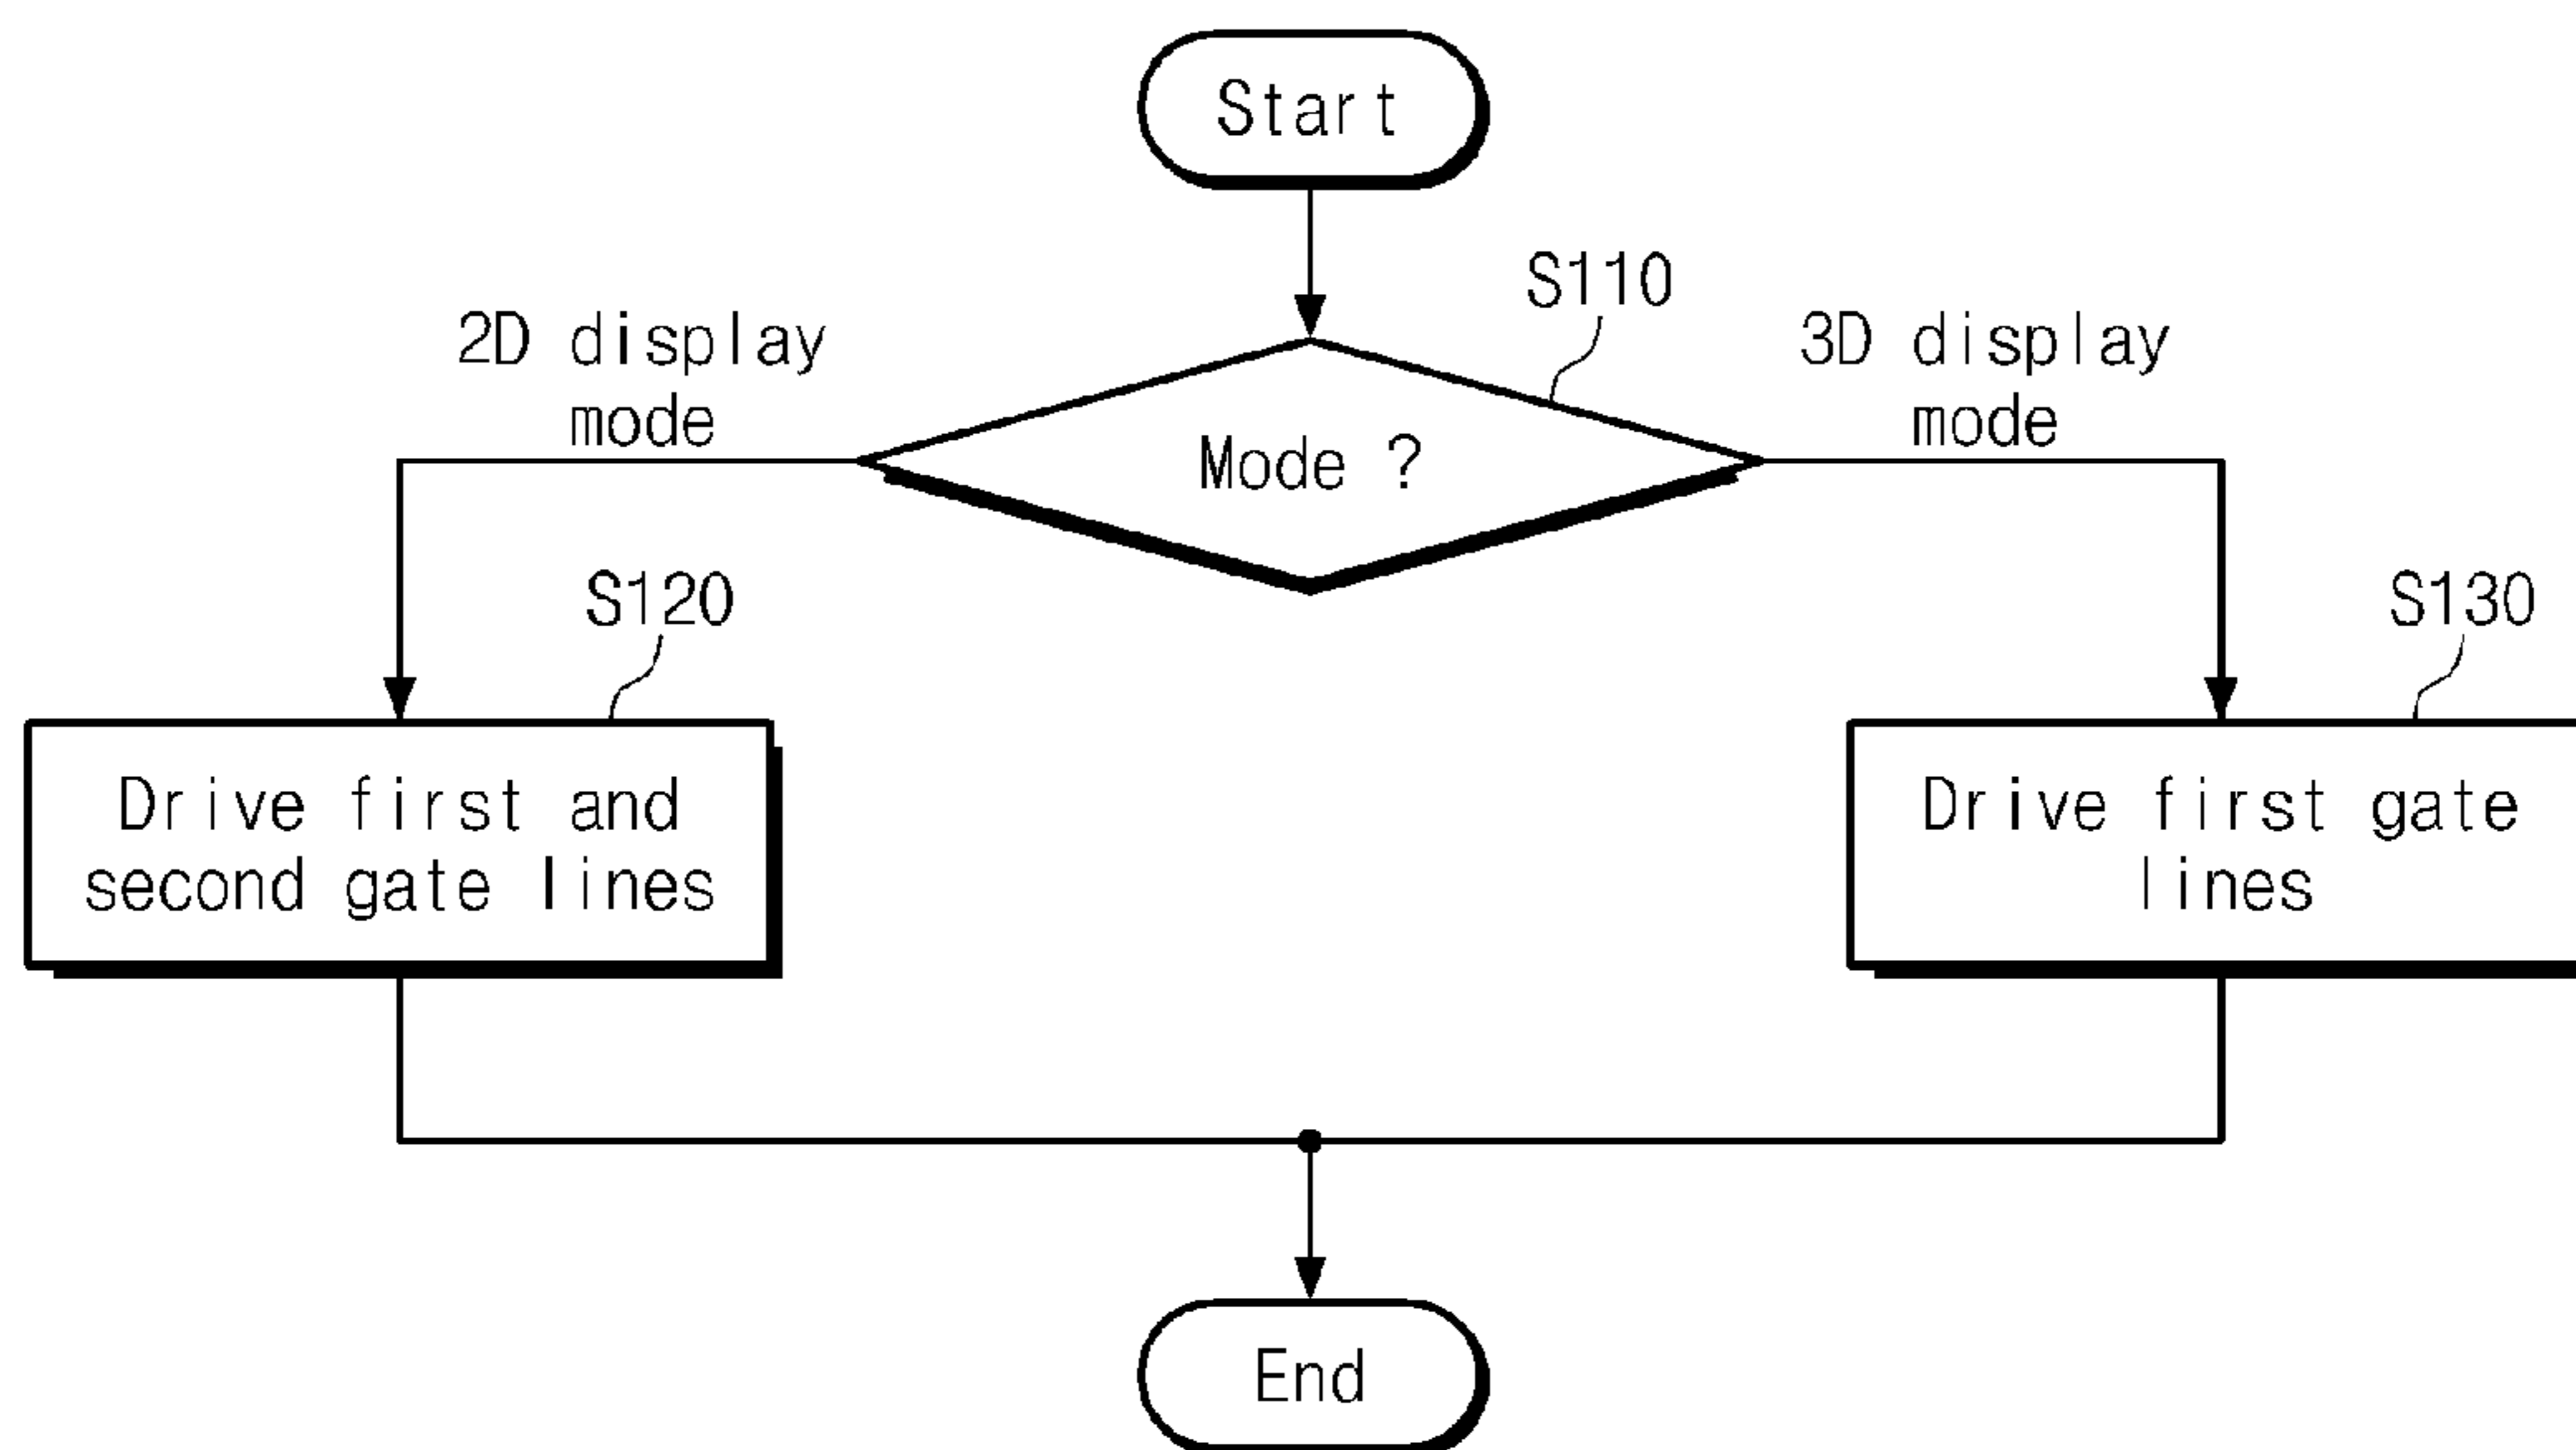 Start
S110
2D display
mode
3D display
mode
Mode ?
S120
S130
Drive first and
second gate lines
Drive first gate
lines
End